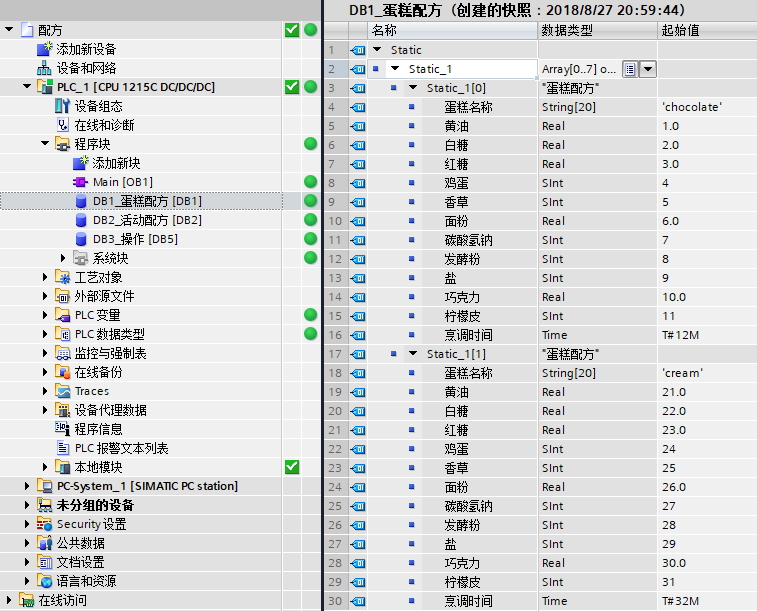 配方
添加新设备
设备和网络
PLC_1 [CPU 1215C DC/DC/DC]
设备组态
在线和诊断
程序块
添加新块
Main [OB1]
DB1_蛋糕配方 [DB1]
DB2_活动配方 [DB2]
DB3_操作 [DB5]
系统块
工艺对象
外部源文件
PLC 变量
PLC 数据类型
监控与强制表
在线备份
Traces
设备代理数据
程序信息
PLC 报警文本列表
本地模块
PC-System_1 [SIMATIC PC station]
未分组的设备
Security 设置
公共数据
文档设置
语言和资源
在线访问
DB1_蛋糕配方（创建的快照：2018/8/27 20:59:44）
名称 数据类型 起始值
1 Static
2 Static_1 Array[0..7] o...
3 Static_1[0] "蛋糕配方"
4 蛋糕名称 String[20] 'chocolate'
5 黄油 Real 1.0
6 白糖 Real 2.0
7 红糖 Real 3.0
8 鸡蛋 SInt 4
9 香草 SInt 5
10 面粉 Real 6.0
11 碳酸氢钠 SInt 7
12 发酵粉 SInt 8
13 盐 SInt 9
14 巧克力 Real 10.0
15 柠檬皮 SInt 11
16 烹调时间 Time T#12M
17 Static_1[1] "蛋糕配方"
18 蛋糕名称 String[20] 'cream'
19 黄油 Real 21.0
20 白糖 Real 22.0
21 红糖 Real 23.0
22 鸡蛋 SInt 24
23 香草 SInt 25
24 面粉 Real 26.0
25 碳酸氢钠 SInt 27
26 发酵粉 SInt 28
27 盐 SInt 29
28 巧克力 Real 30.0
29 柠檬皮 SInt 31
30 烹调时间 Time T#32M